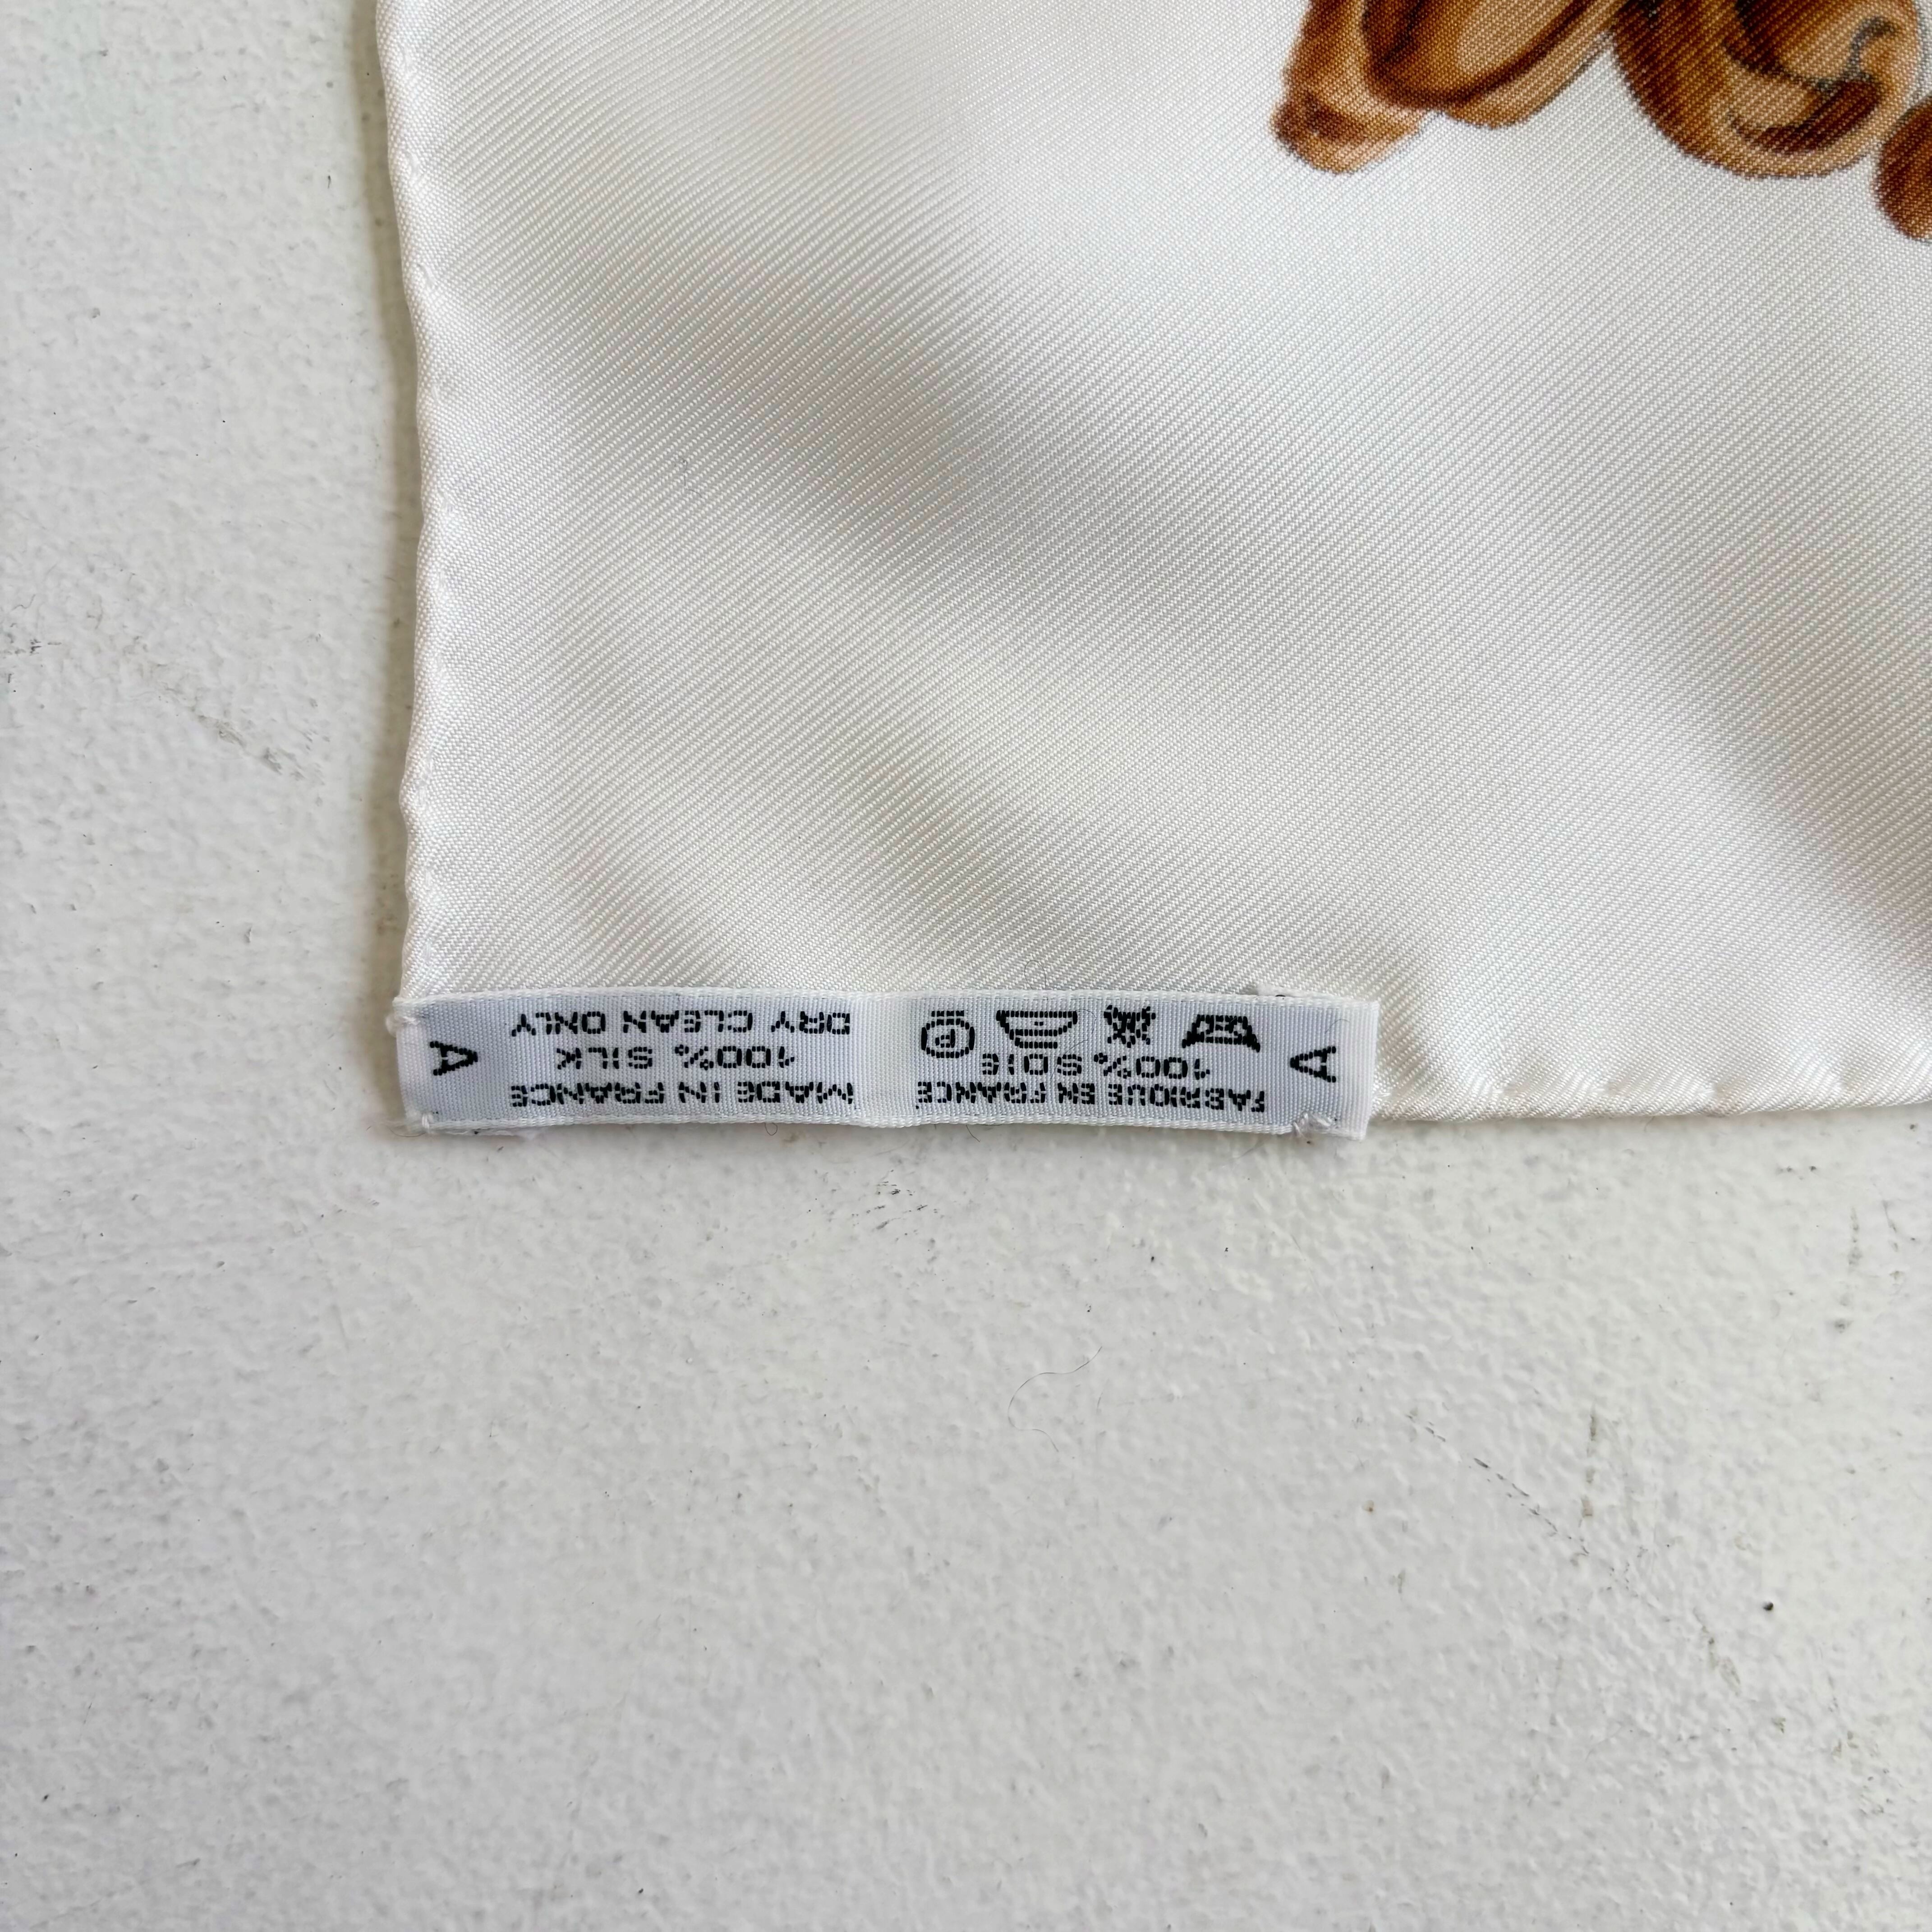 A
FABRIQUE EN FRANCE
100% SOIE
P
MADE IN FRANCE
100% SILK
DRY CLEAN ONLY
A